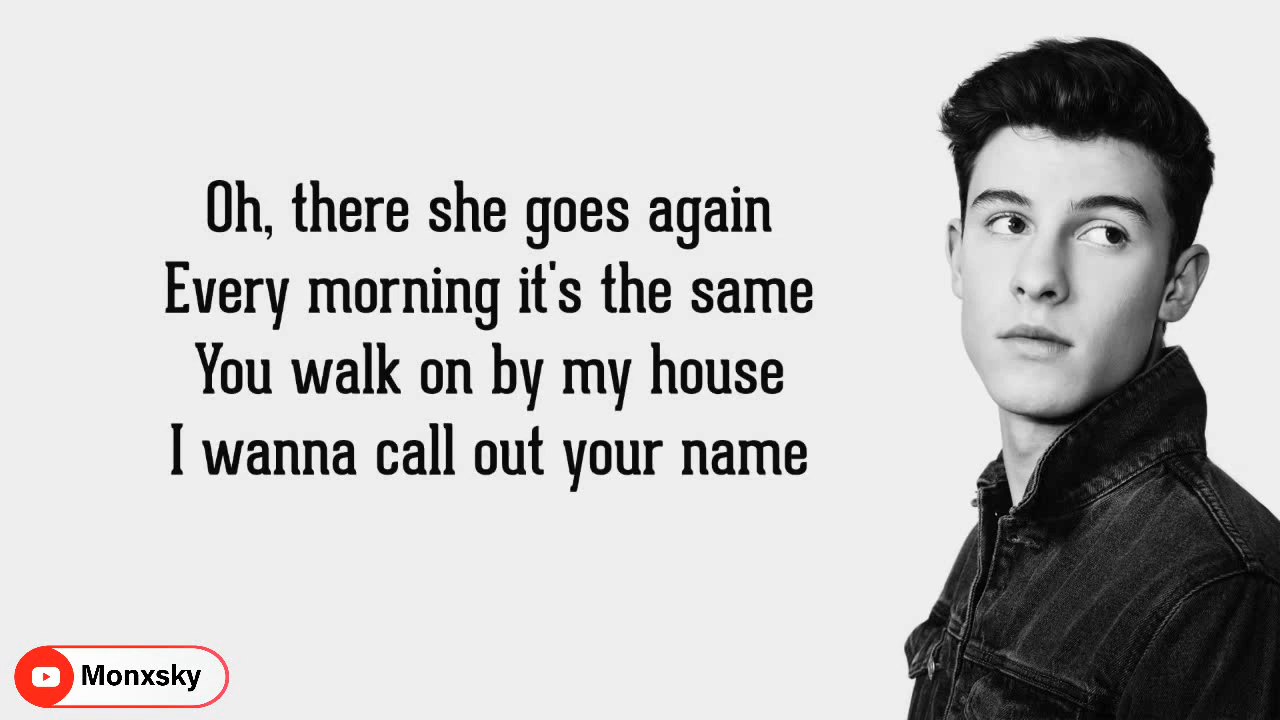 Oh, there she goes again
Every morning it's the same
You walk on by my house
I wanna call out your name
Monxsky